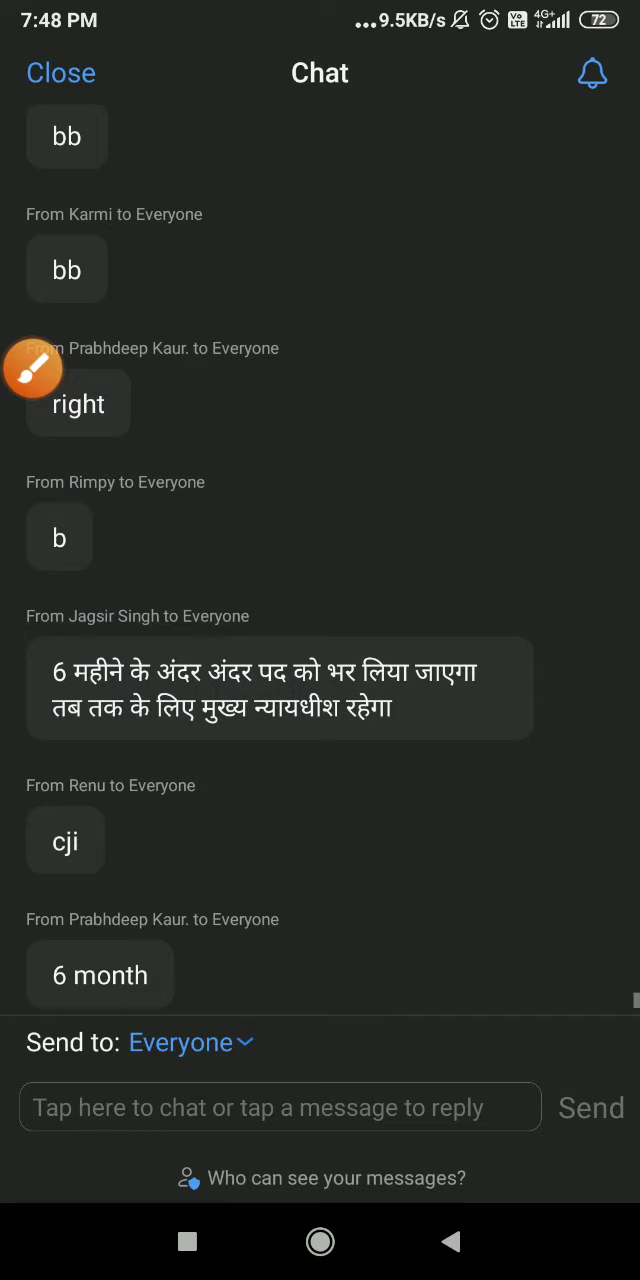 7:48 PM
...9.5KB/s Vo LTE 4G+ 72
Close Chat
bb
From Karmi to Everyone
bb
From Prabhdeep Kaur. to Everyone
right
From Rimpy to Everyone
b
From Jagsir Singh to Everyone
6 महीने के अंदर अंदर पद को भर लिया जाएगा
तब तक के लिए मुख्य न्यायधीश रहेगा
From Renu to Everyone
cji
From Prabhdeep Kaur. to Everyone
6 month
Send to: Everyone
Tap here to chat or tap a message to reply Send
Who can see your messages?